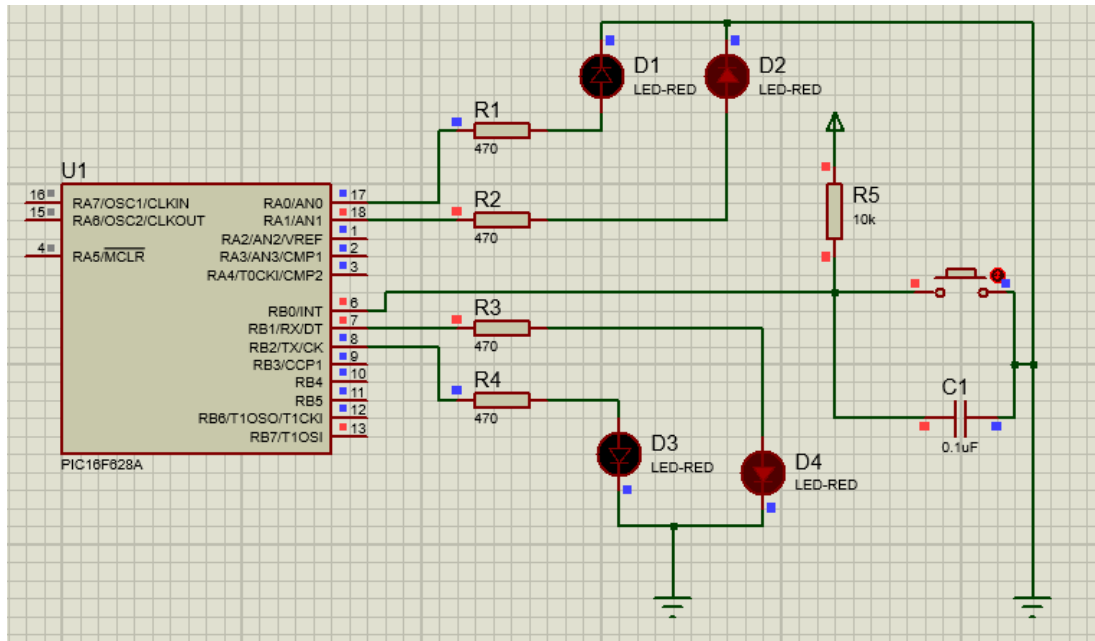 D1
LED-RED
D2
LED-RED
R1
470
U1
16
RA7/OSC1/CLKIN
RA0/AN0
17
15
RA6/OSC2/CLKOUT
RA1/AN1
18
R2
470
R5
10k
RA2/AN2/VREF
1
4
RA5/MCLR
RA3/AN3/CMP1
2
RA4/T0CKI/CMP2
3
RB0/INT
6
RB1/RX/DT
7
R3
470
RB2/TX/CK
8
RB3/CCP1
9
RB4
10
R4
470
RB5
11
RB6/T1OSO/T1CKI
12
RB7/T1OSI
13
C1
0.1uF
PIC16F628A
D3
LED-RED
D4
LED-RED